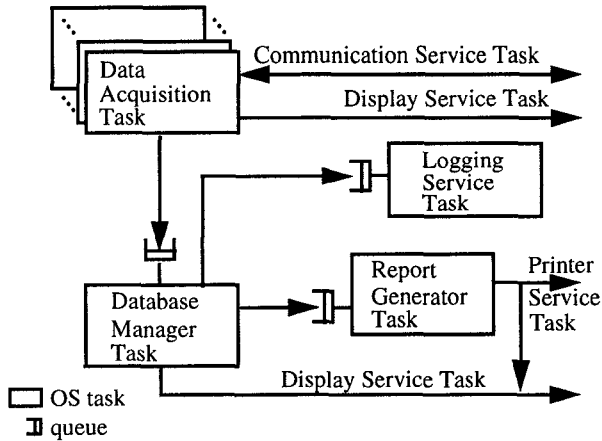 Data
Acquisition
Task
Communication Service Task
Display Service Task
Logging
Service
Task
Database
Manager
Task
Report
Generator
Task
Printer
Service
Task
Display Service Task
OS task
queue